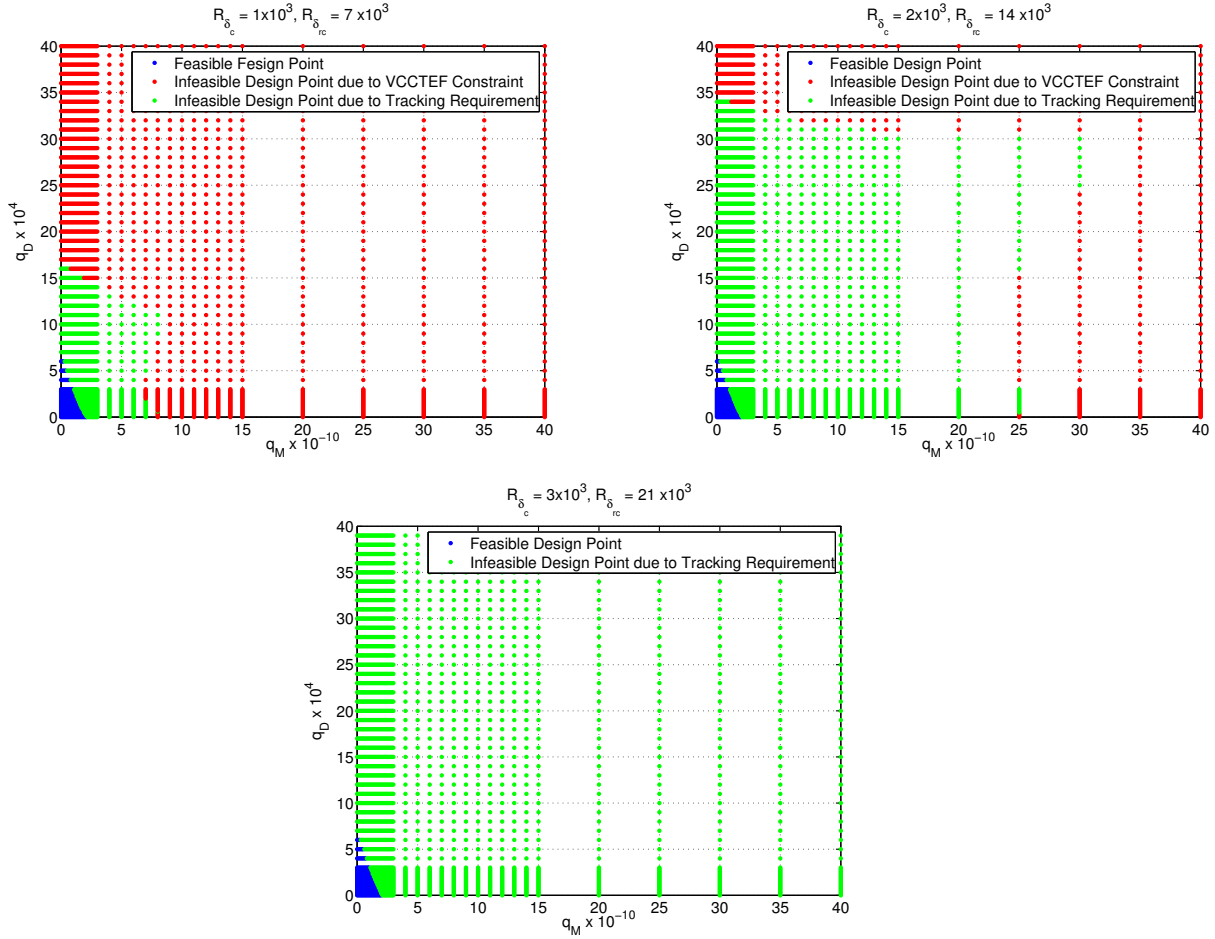 R_δ_c = 1x10^3, R_δ_rc = 7 x10^3
40
35
30
25
20
15
10
5
0
q_D x 10^4
Feasible Fesign Point
Infeasible Design Point due to VCCTEF Constraint
Infeasible Design Point due to Tracking Requirement
0 5 10 15 20 25 30 35 40
q_M x 10^-10
R_δ_c = 2x10^3, R_δ_rc = 14 x10^3
40
35
30
25
20
15
10
5
0
q_D x 10^4
Feasible Design Point
Infeasible Design Point due to VCCTEF Constraint
Infeasible Design Point due to Tracking Requirement
0 5 10 15 20 25 30 35 40
q_M x 10^-10
R_δ_c = 3x10^3, R_δ_rc = 21 x10^3
40
35
30
25
20
15
10
5
0
q_D x 10^4
Feasible Design Point
Infeasible Design Point due to Tracking Requirement
0 5 10 15 20 25 30 35 40
q_M x 10^-10